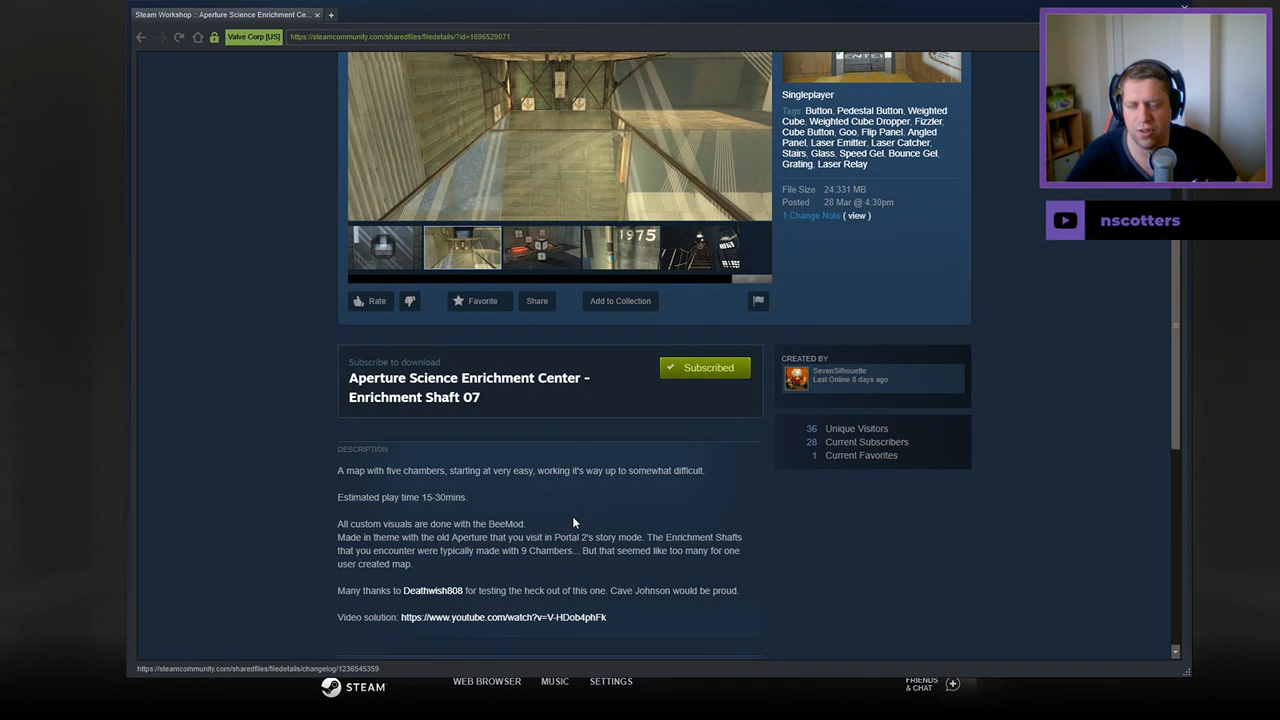 Steam Workshop :: Aperture Science Enrichment Ce...
Valve Corp [US]
https://steamcommunity.com/sharedfiles/filedetails/?id=1696529071
ENTER
Singleplayer
Tags: Button, Pedestal Button, Weighted
Cube, Weighted Cube Dropper, Fizzler,
Cube Button, Goo, Flip Panel, Angled
Panel, Laser Emitter, Laser Catcher,
Stairs, Glass, Speed Gel, Bounce Gel,
Grating, Laser Relay
File Size 24.331 MB
Posted 28 Mar @ 4:30pm
1 Change Note ( view )
nscotters
1975
Rate
Favorite
Share
Add to Collection
Subscribe to download
Aperture Science Enrichment Center -
Enrichment Shaft 07
Subscribed
CREATED BY
SevenSilhouette
Last Online 8 days ago
36 Unique Visitors
28 Current Subscribers
1 Current Favorites
DESCRIPTION
A map with five chambers, starting at very easy, working it's way up to somewhat difficult.
Estimated play time 15-30mins.
All custom visuals are done with the BeeMod.
Made in theme with the old Aperture that you visit in Portal 2's story mode. The Enrichment Shafts
that you encounter were typically made with 9 Chambers... But that seemed like too many for one
user created map.
Many thanks to Deathwish808 for testing the heck out of this one. Cave Johnson would be proud.
Video solution: https://www.youtube.com/watch?v=V-HDob4phFk
https://steamcommunity.com/sharedfiles/filedetails/changelog/1236545359
STEAM
WEB BROWSER
MUSIC
SETTINGS
FRIENDS
& CHAT